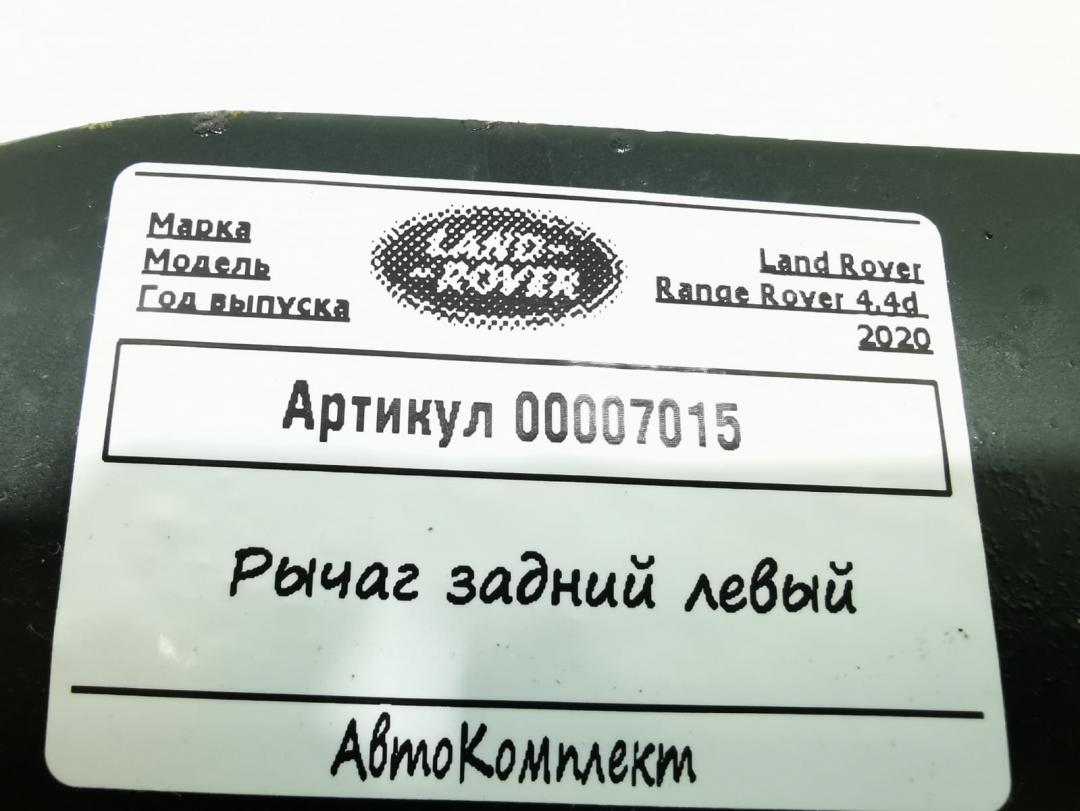 Марка
Модель
Год выпуска
LAND-
-ROVER
Land Rover
Range Rover 4.4d
2020
Артикул 00007015
Рычаг задний левый
АвтоКомплект